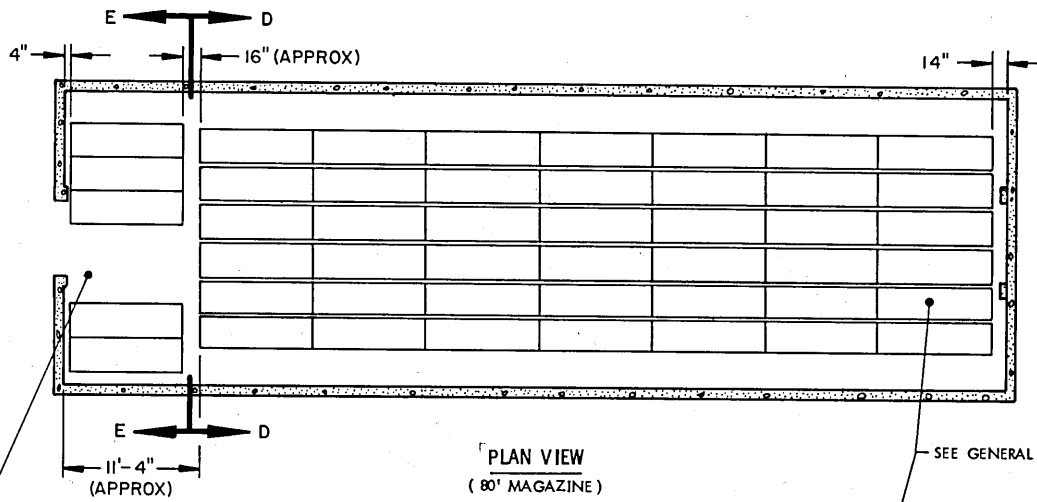 E D
4"
16" (APPROX)
14"
E D
11'-4"
(APPROX)
PLAN VIEW
( 80' MAGAZINE )
SEE GENERAL